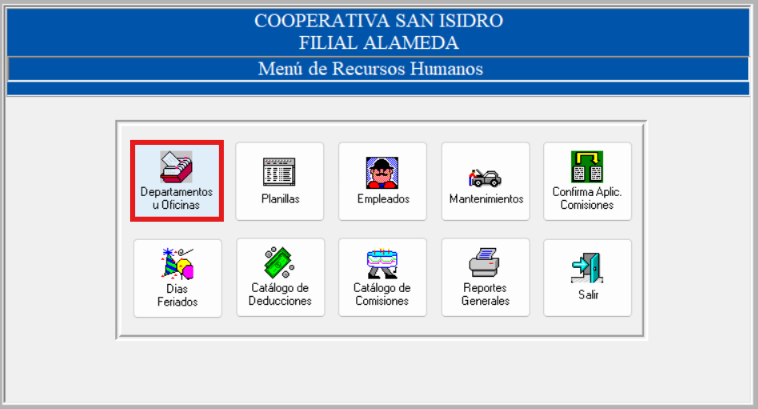 COOPERATIVA SAN ISIDRO
FILIAL ALAMEDA
Menú de Recursos Humanos
Departamentos
u Oficinas
Planillas
Empleados
Mantenimientos
Confirma Aplic.
Comisiones
Dias
Feriados
Catálogo de
Deducciones
Catálogo de
Comisiones
Reportes
Generales
Salir